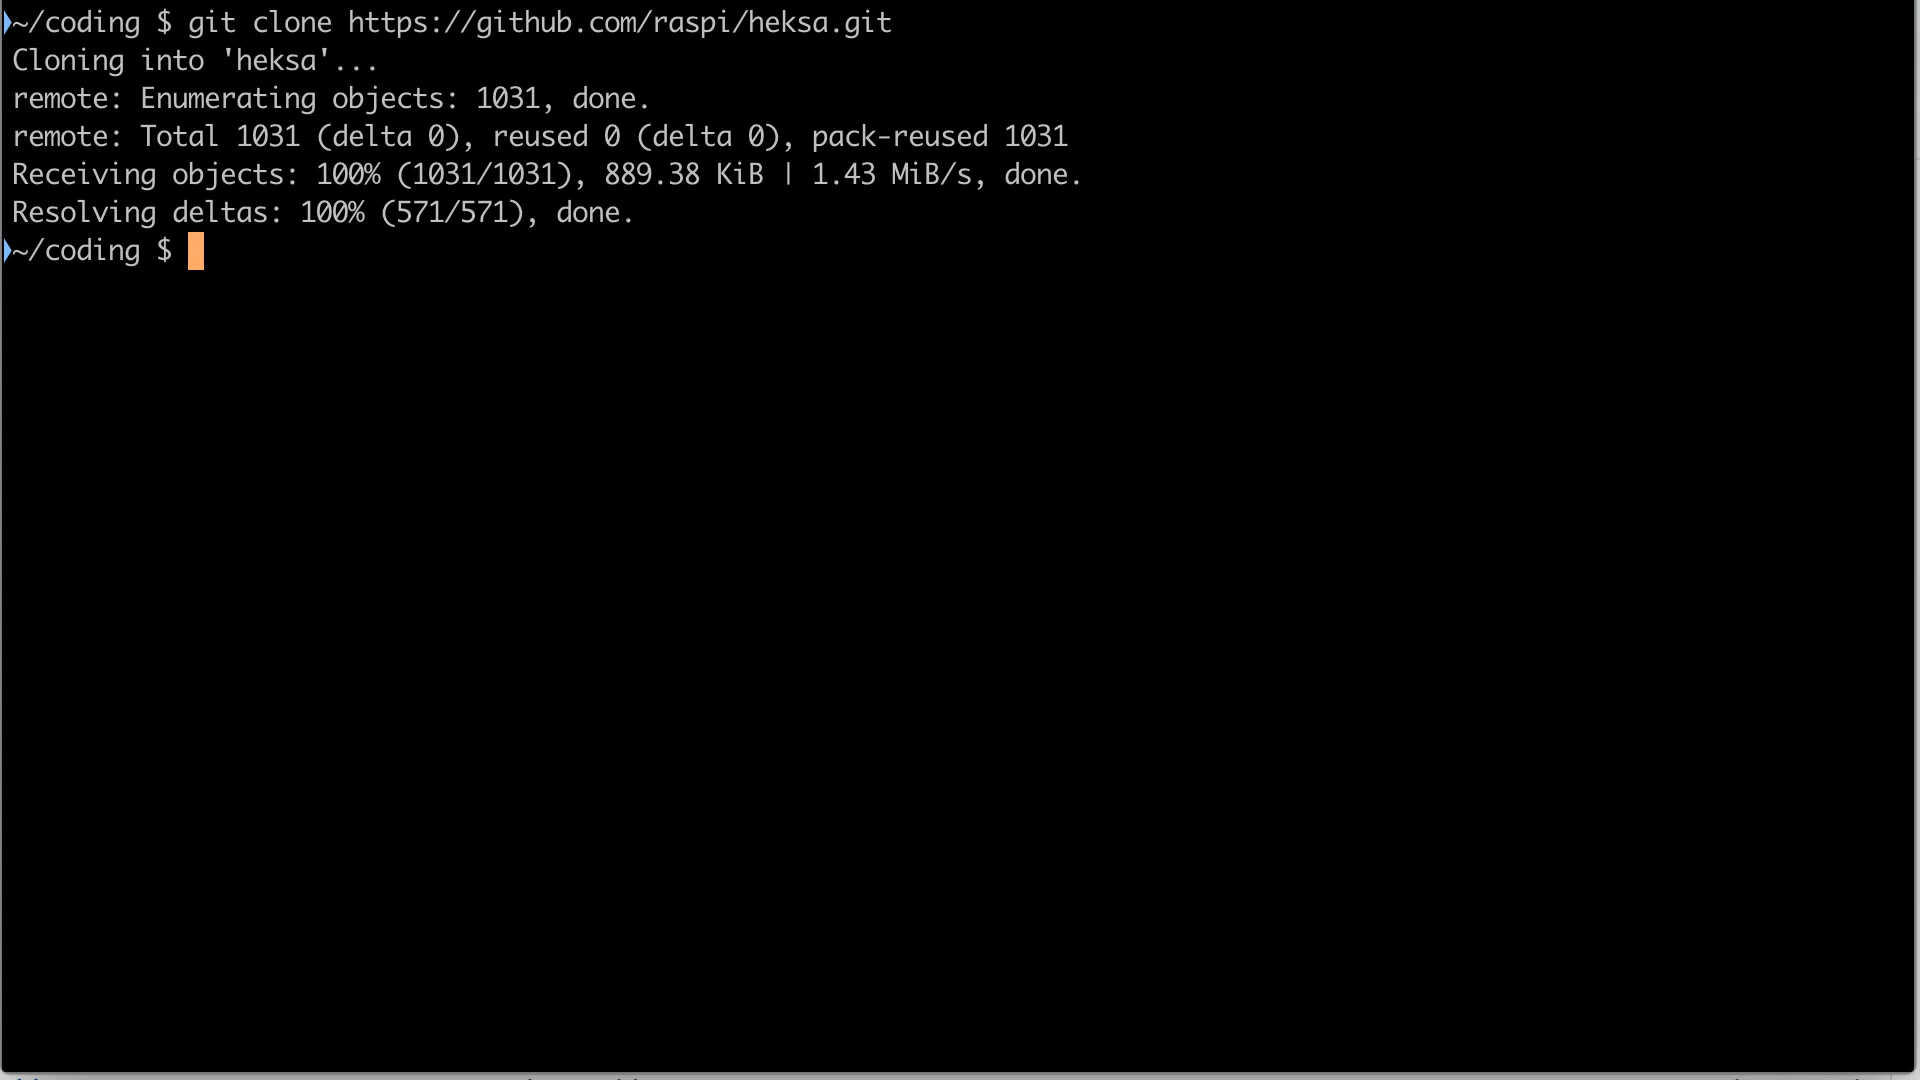 ~/coding $ git clone https://github.com/raspi/heksa.git
Cloning into 'heksa'...
remote: Enumerating objects: 1031, done.
remote: Total 1031 (delta 0), reused 0 (delta 0), pack-reused 1031
Receiving objects: 100% (1031/1031), 889.38 KiB | 1.43 MiB/s, done.
Resolving deltas: 100% (571/571), done.
~/coding $